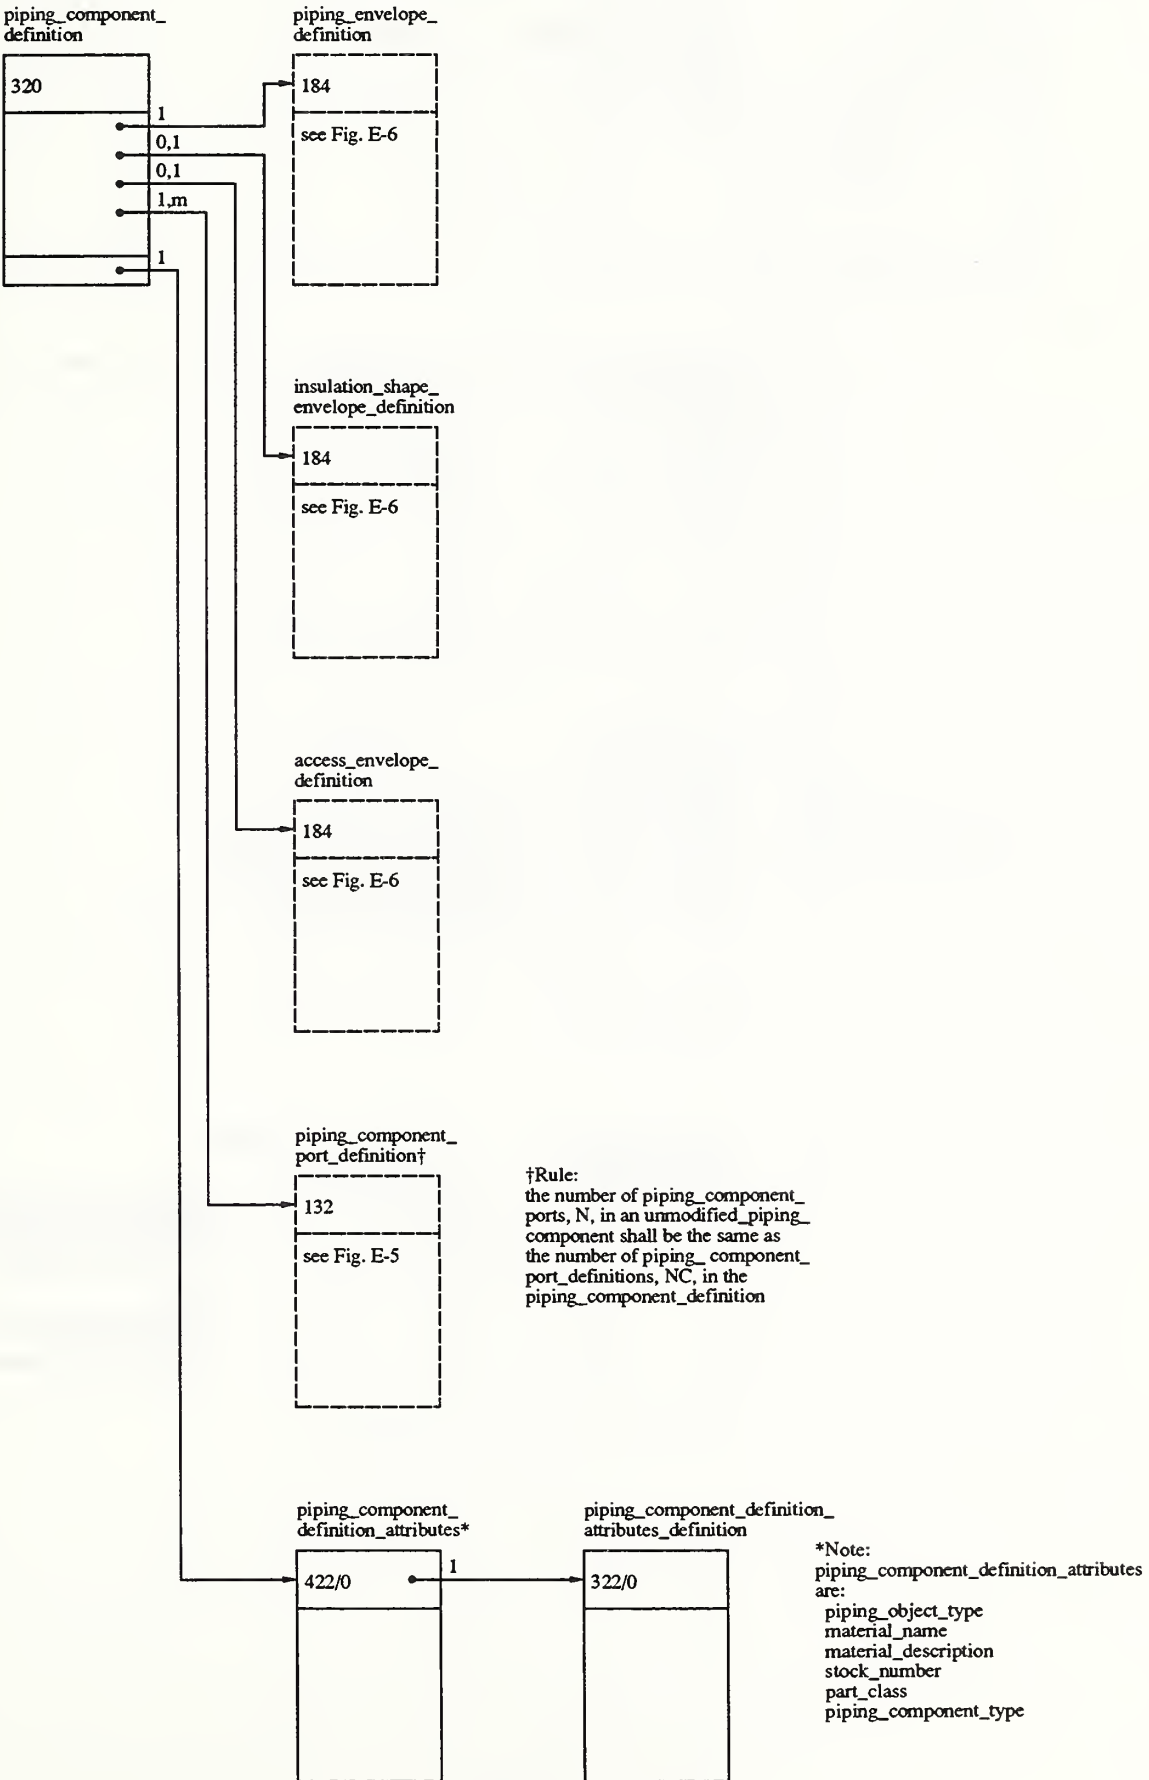 piping_component_
definition
320
1
0,1
0,1
1,m
1
piping_envelope_
definition
184
see Fig. E-6
insulation_shape_
envelope_definition
184
see Fig. E-6
access_envelope_
definition
184
see Fig. E-6
piping_component_
port_definition†
132
see Fig. E-5
†Rule:
the number of piping_component_
ports, N, in an unmodified_piping_
component shall be the same as
the number of piping_ component_
port_definitions, NC, in the
piping_component_definition
piping_component_
definition_attributes*
422/0
1
piping_component_definition_
attributes_definition
322/0
*Note:
piping_component_definition_attributes
are:
piping_object_type
material_name
material_description
stock_number
part_class
piping_component_type